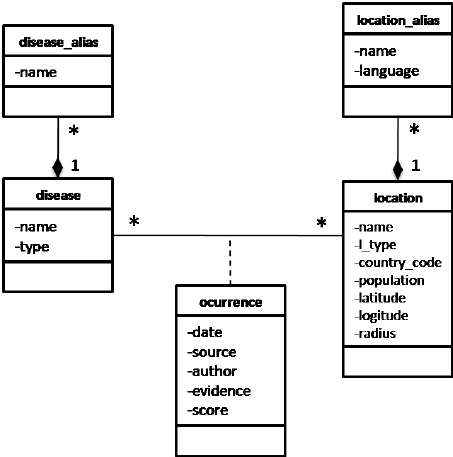 disease_alias
-name
*
1
disease
-name
-type
*
location_alias
-name
-language
*
1
location
-name
-l_type
-country_code
-population
-latitude
-logitude
-radius
*
ocurrence
-date
-source
-author
-evidence
-score